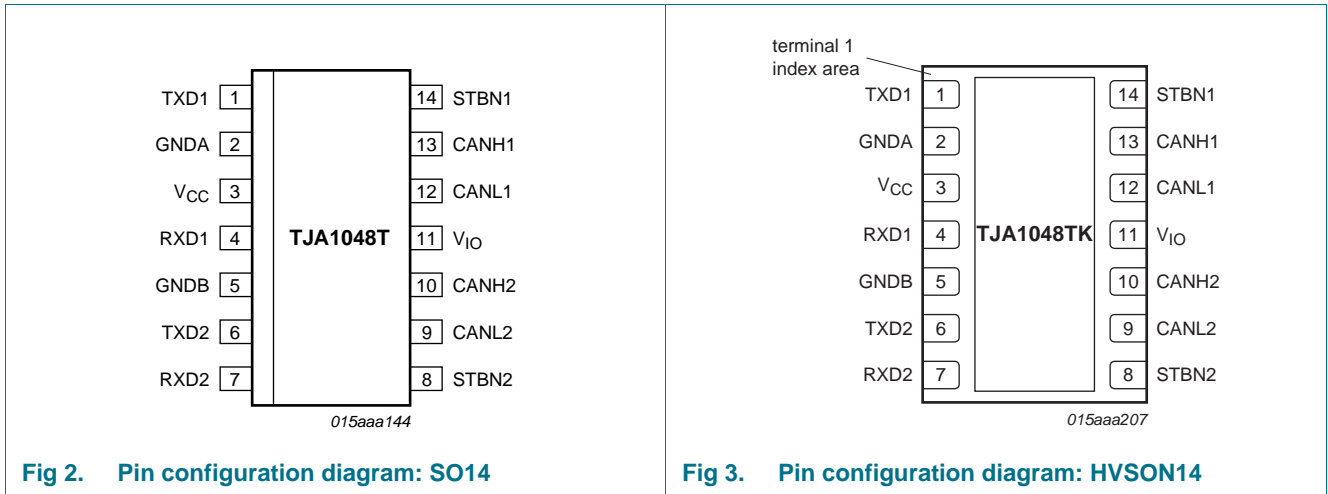 TXD1 1 14 STBN1
GNDA 2 13 CANH1
VCC 3 12 CANL1
RXD1 4 TJA1048T 11 VIO
GNDB 5 10 CANH2
TXD2 6 9 CANL2
RXD2 7 8 STBN2
015aaa144
Fig 2. Pin configuration diagram: SO14
terminal 1
index area
TXD1 1 14 STBN1
GNDA 2 13 CANH1
VCC 3 12 CANL1
RXD1 4 TJA1048TK 11 VIO
GNDB 5 10 CANH2
TXD2 6 9 CANL2
RXD2 7 8 STBN2
015aaa207
Fig 3. Pin configuration diagram: HVSON14